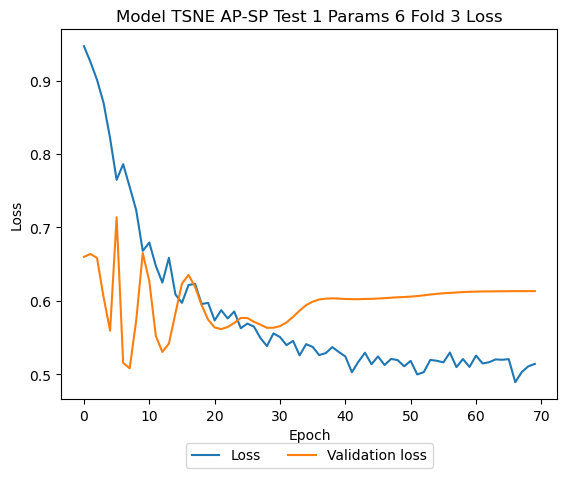 Model TSNE AP-SP Test 1 Params 6 Fold 3 Loss
0.9
0.8
0.7
0.6
0.5
Loss
0 10 20 30 40 50 60 70
Epoch
Loss Validation loss